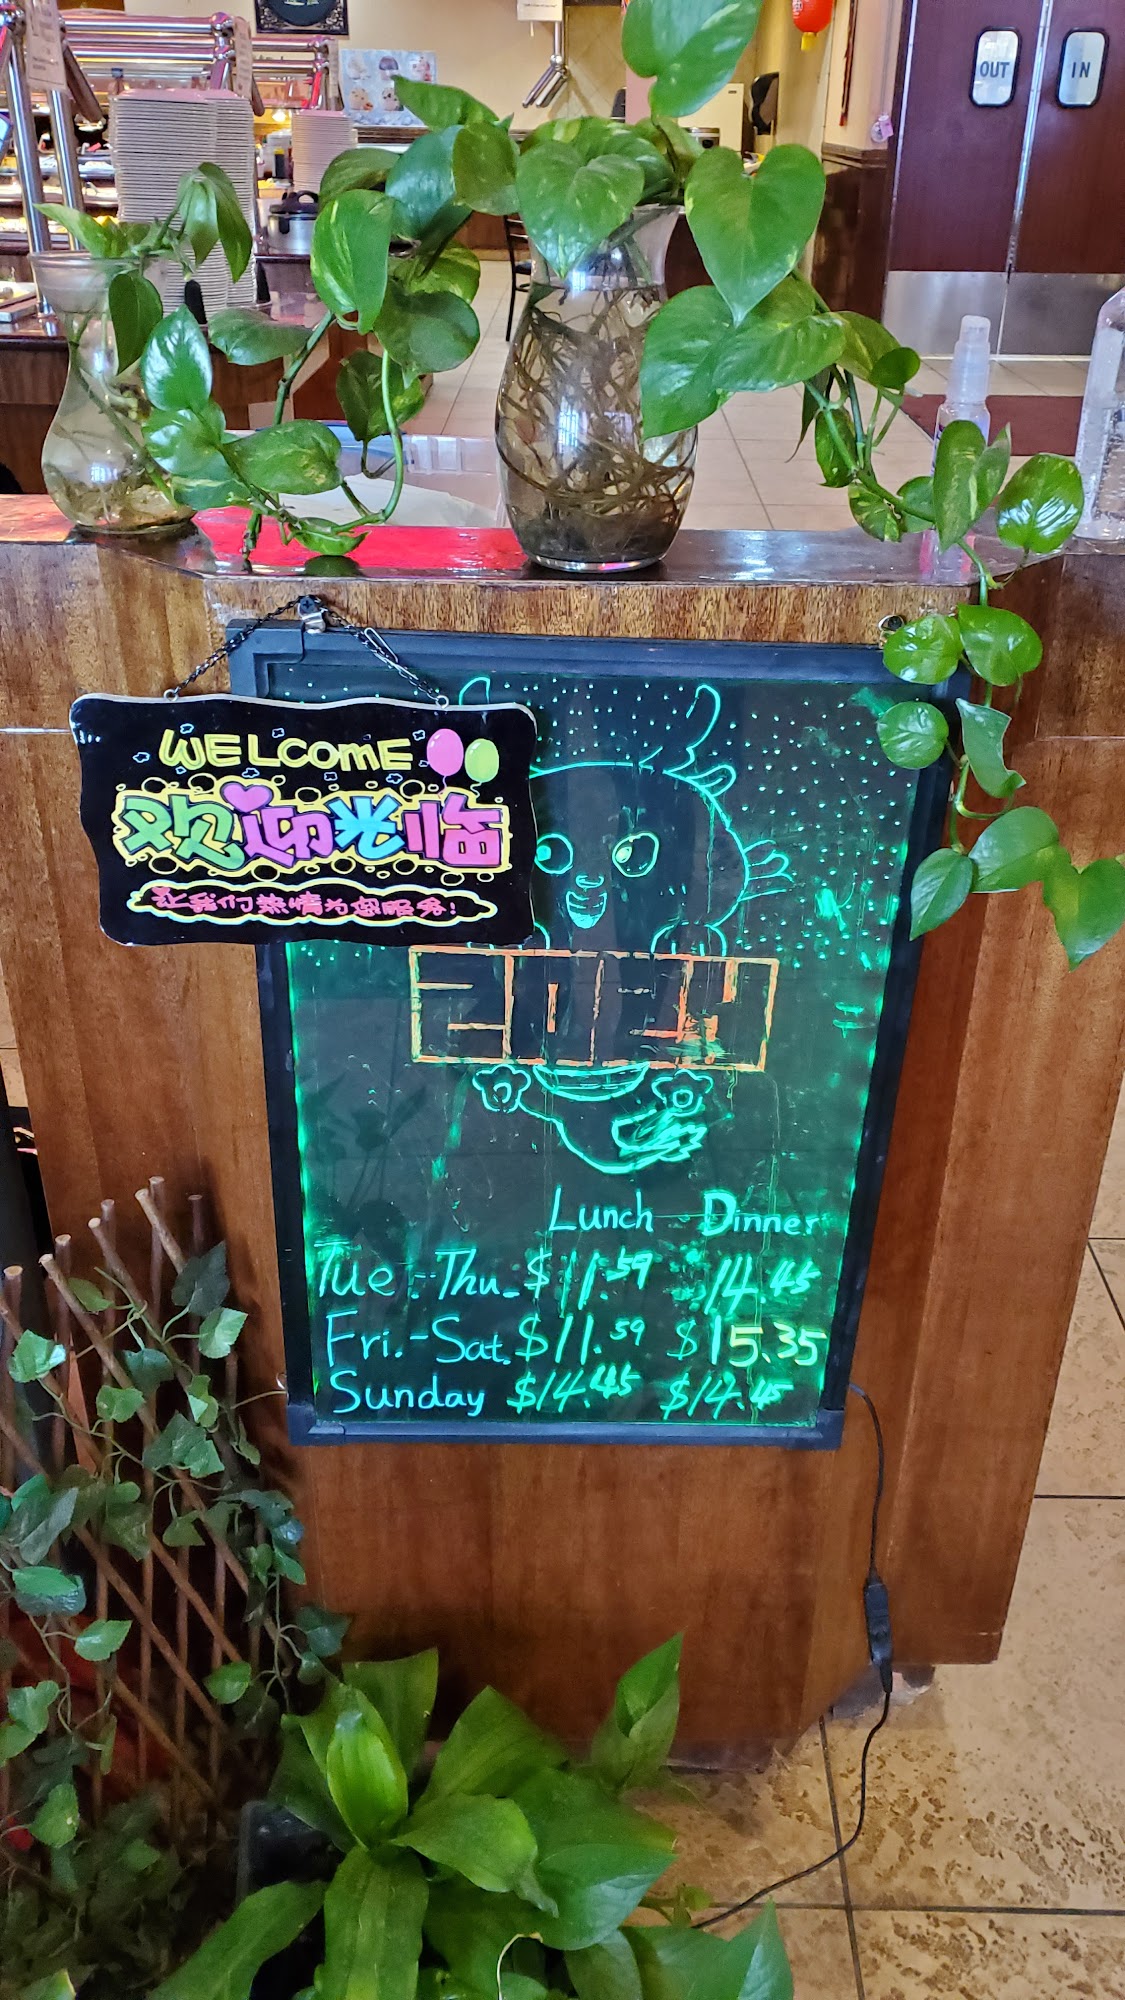 OUT
IN
WELCOME
欢迎光临
让我们热情为您服务!
Lunch Dinner
Tue.-Thu. $11.59 $14.45
Fri.-Sat. $11.59 $15.35
Sunday $14.45 $14.45